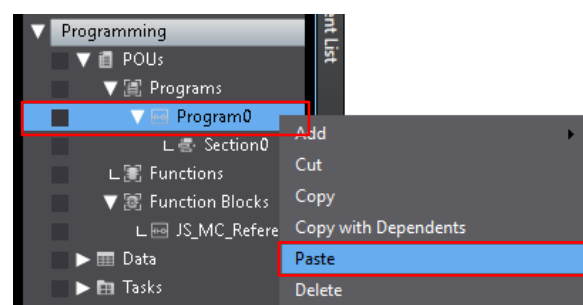 Programming
POUs
Programs
Program0
Section0
Functions
Function Blocks
JS_MC_Refere
Data
Tasks
nt List
Add
Cut
Copy
Copy with Dependents
Paste
Delete